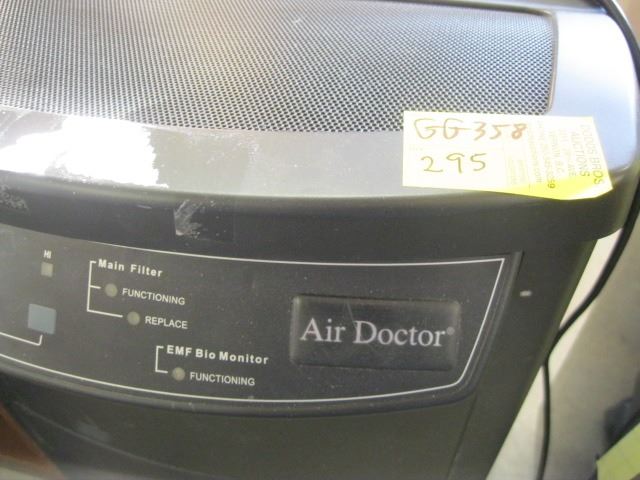 GG358
295
HI
Main Filter
FUNCTIONING
REPLACE
Air Doctor®
EMF Bio Monitor
FUNCTIONING